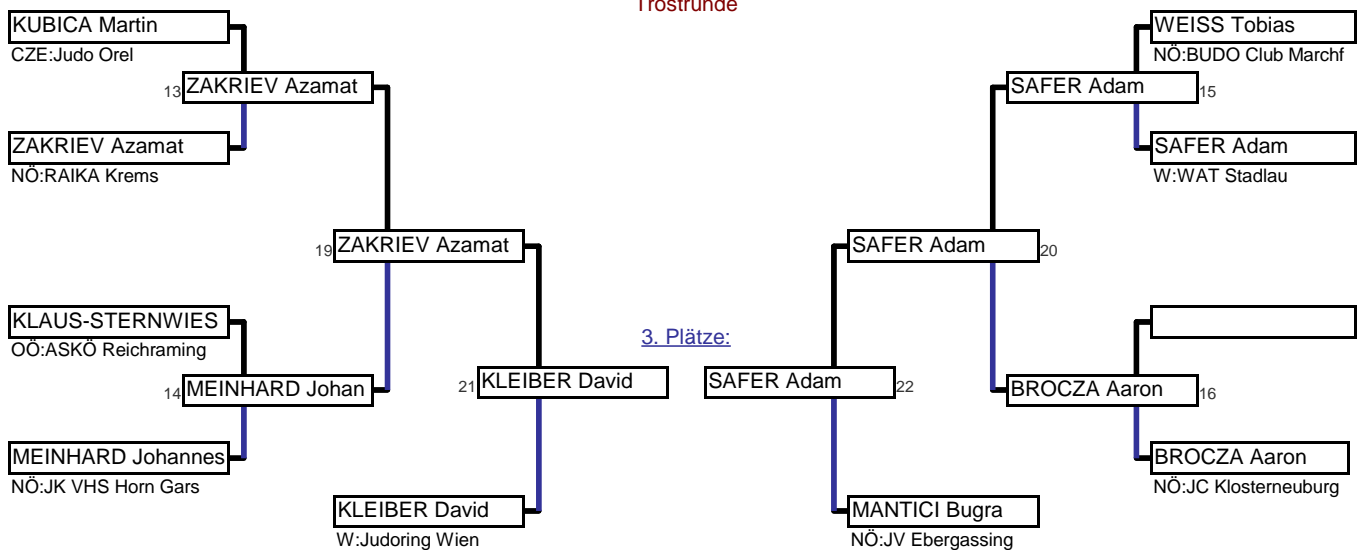 Trostrunde
KUBICA Martin
CZE:Judo Orel
13
ZAKRIEV Azamat
ZAKRIEV Azamat
NÖ:RAIKA Krems
19
ZAKRIEV Azamat
KLAUS-STERNWIES
OÖ:ASKÖ Reichraming
14
MEINHARD Johan
MEINHARD Johannes
NÖ:JK VHS Horn Gars
21
KLEIBER David
KLEIBER David
W:Judoring Wien
3. Plätze:
WEISS Tobias
NÖ:BUDO Club Marchf
SAFER Adam
15
SAFER Adam
W:WAT Stadlau
SAFER Adam
20
SAFER Adam
22
BROCZA Aaron
16
BROCZA Aaron
NÖ:JC Klosterneuburg
MANTICI Bugra
NÖ:JV Ebergassing